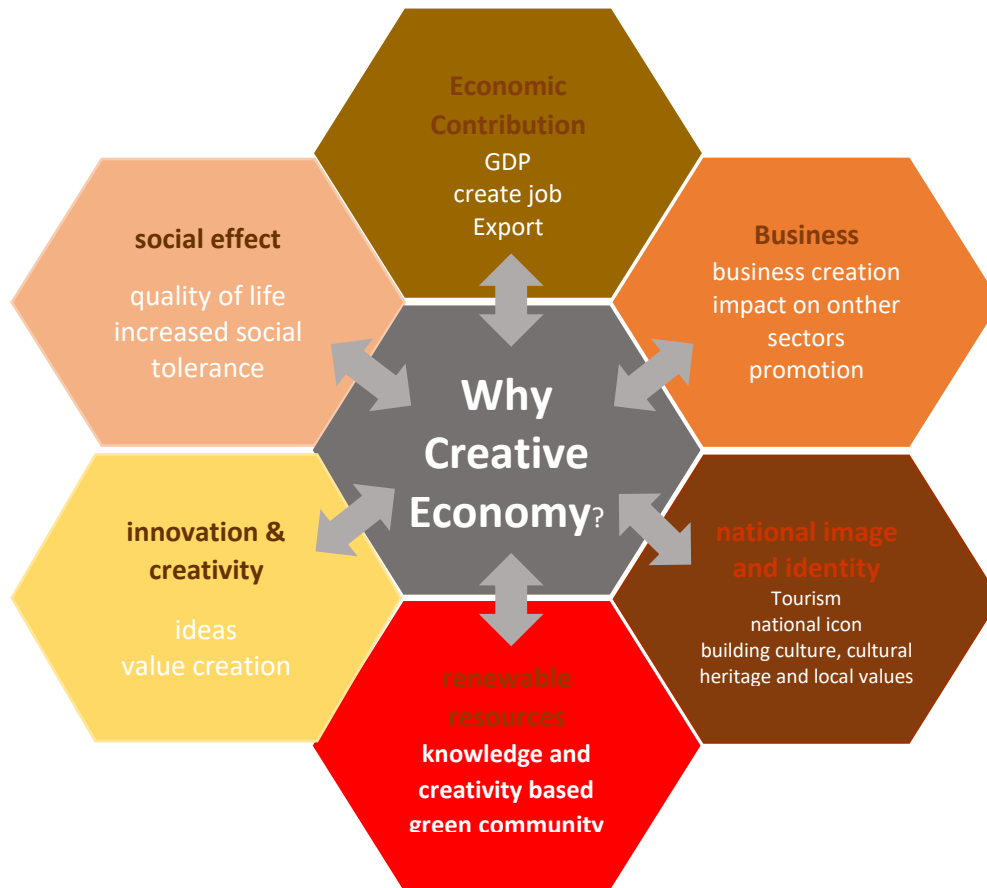 Economic
Contribution
GDP
create job
Export
Business
business creation
impact on onther
sectors
promotion
national image
and identity
Tourism
national icon
building culture, cultural
heritage and local values
renewable
resources
knowledge and
creativity based
green community
innovation &
creativity
ideas
value creation
social effect
quality of life
increased social
tolerance
Why
Creative
Economy?